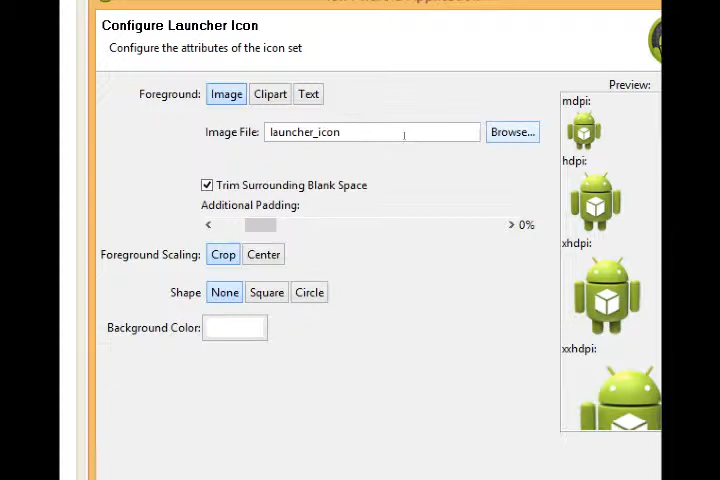 Configure Launcher Icon
Configure the attributes of the icon set
Foreground: Image Clipart Text
Image File: launcher_icon Browse...
Trim Surrounding Blank Space
Additional Padding:
0%
Foreground Scaling: Crop Center
Shape None Square Circle
Background Color:
Preview:
mdpi:
hdpi:
xhdpi:
xxhdpi: